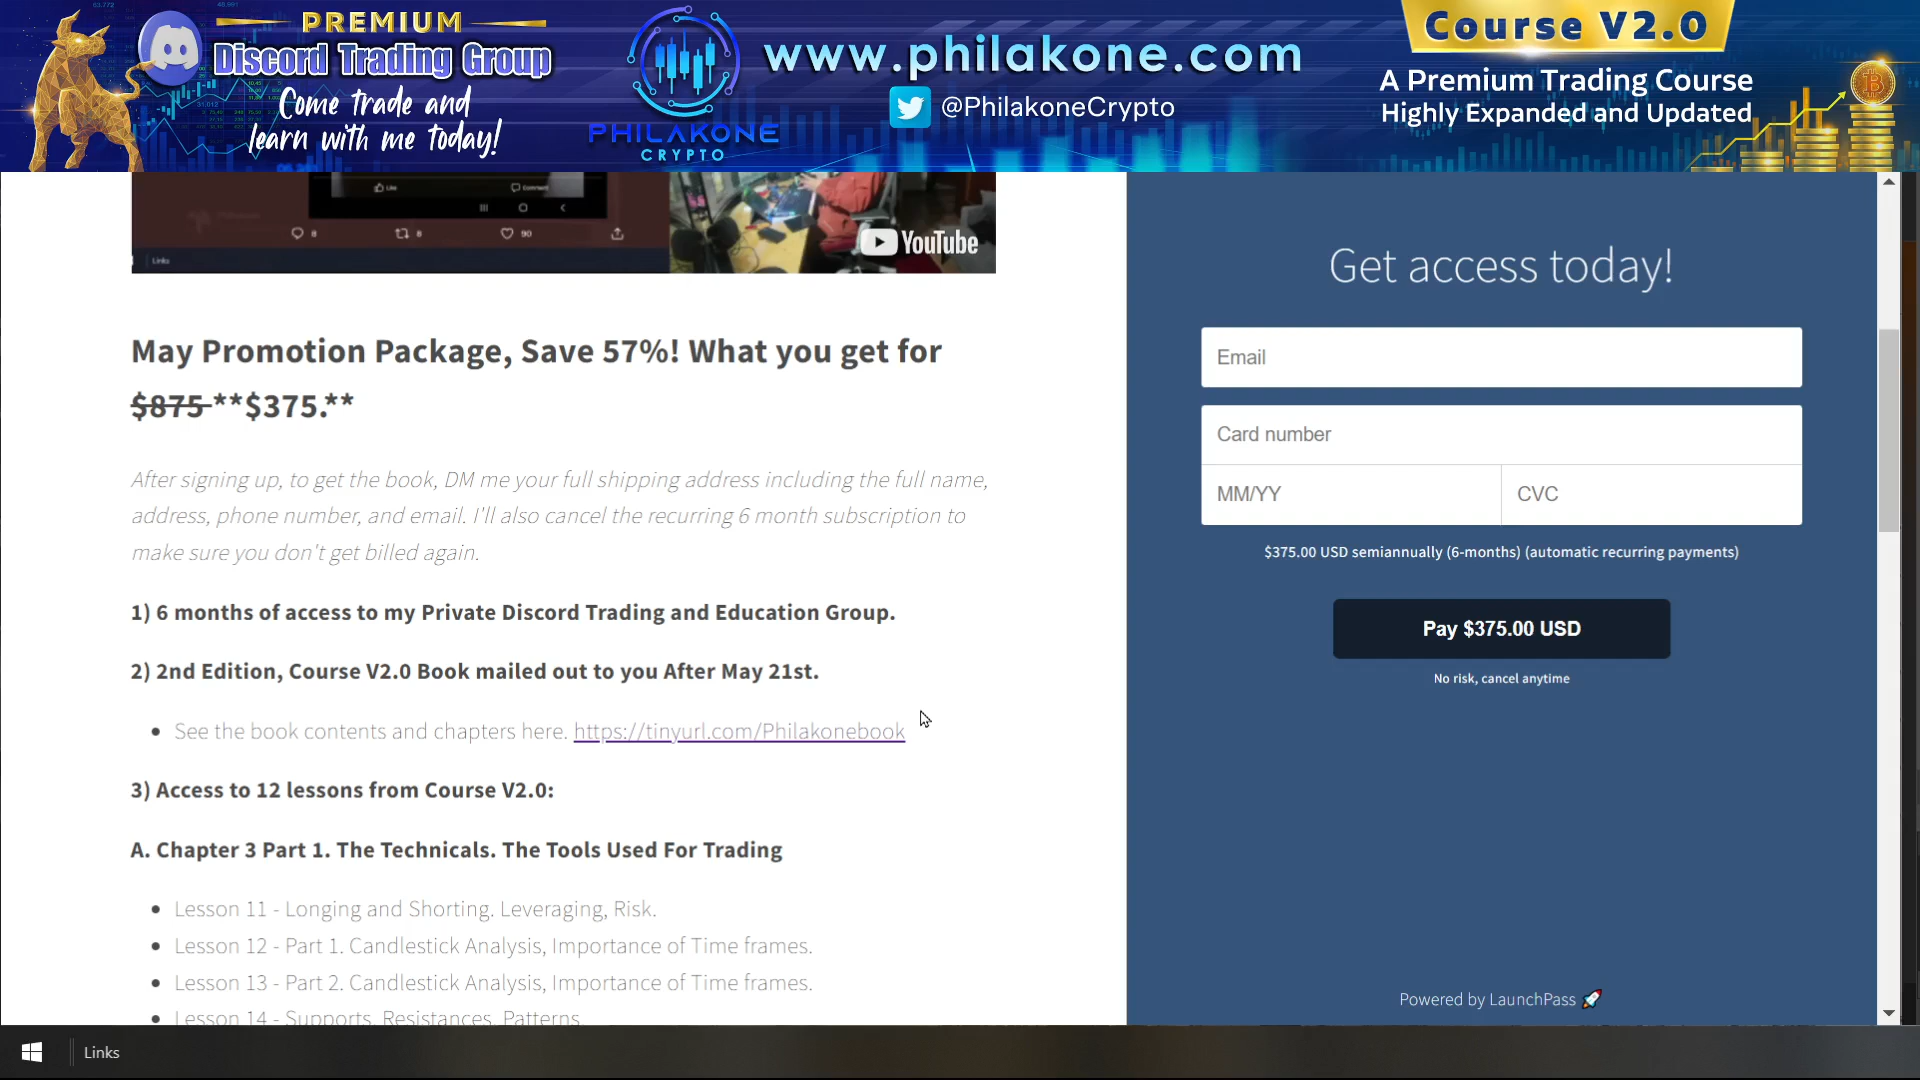 PREMIUM
Discord Trading Group
Come trade and
learn with me today!
PHILAKONE
CRYPTO
www.philakone.com
@PhilakoneCrypto
Course V2.0
A Premium Trading Course
Highly Expanded and Updated
Like
Comment
8
8
90
Links
YouTube
May Promotion Package, Save 57%! What you get for
$875 **$375.**
After signing up, to get the book, DM me your full shipping address including the full name,
address, phone number, and email. I'll also cancel the recurring 6 month subscription to
make sure you don't get billed again.
1) 6 months of access to my Private Discord Trading and Education Group.
2) 2nd Edition, Course V2.0 Book mailed out to you After May 21st.
See the book contents and chapters here. https://tinyurl.com/Philakonebook
3) Access to 12 lessons from Course V2.0:
A. Chapter 3 Part 1. The Technicals. The Tools Used For Trading
Lesson 11 - Longing and Shorting. Leveraging, Risk.
Lesson 12 - Part 1. Candlestick Analysis, Importance of Time frames.
Lesson 13 - Part 2. Candlestick Analysis, Importance of Time frames.
Lesson 14 - Supports, Resistances, Patterns.
Get access today!
Email
Card number
MM/YY
CVC
$375.00 USD semiannually (6-months) (automatic recurring payments)
Pay $375.00 USD
No risk, cancel anytime
Powered by LaunchPass 🚀
Links